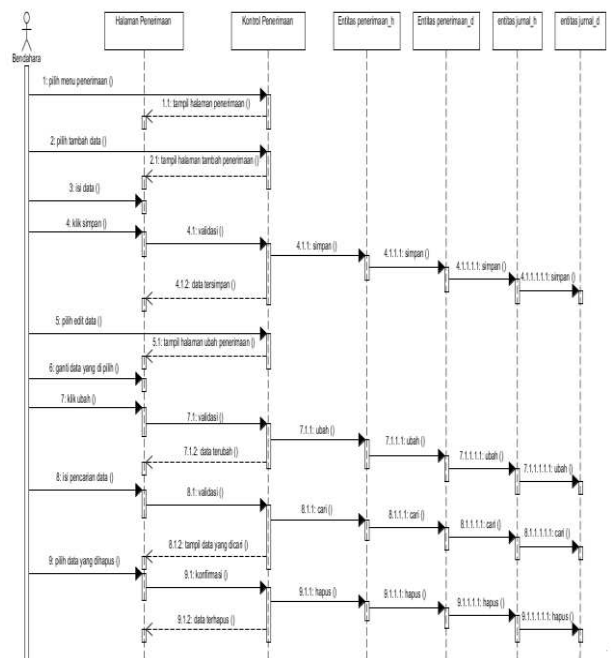 Halaman Penerimaan
Kontrol Penerimaan
Entitas penerimaan_h
Entitas penerimaan_d
entitas jurnal_h
entitas jurnal_d
Bendahara
1: pilih menu penerimaan ()
1.1: tampil halaman penerimaan ()
2: pilih tambah data ()
2.1: tampil halaman tambah penerimaan ()
3: isi data ()
4: klik simpan ()
4.1: validasi ()
4.1.1: simpan ()
4.1.1.1: simpan ()
4.1.1.1.1: simpan ()
4.1.1.1.1.1: simpan ()
4.1.2: data tersimpan ()
5: pilih edit data ()
5.1: tampil halaman ubah penerimaan ()
6: ganti data yang di pilih ()
7: klik ubah ()
7.1: validasi ()
7.1.1: ubah ()
7.1.1.1: ubah ()
7.1.1.1.1: ubah ()
7.1.1.1.1.1: ubah ()
7.1.2: data terubah ()
8: isi pencarian data ()
8.1: validasi ()
8.1.1: cari ()
8.1.1.1: cari ()
8.1.1.1.1: cari ()
8.1.1.1.1.1: cari ()
8.1.2: tampil data yang dicari ()
9: pilih data yang dihapus ()
9.1: konfirmasi ()
9.1.1: hapus ()
9.1.1.1: hapus ()
9.1.1.1.1: hapus ()
9.1.1.1.1.1: hapus ()
9.1.2: data terhapus ()